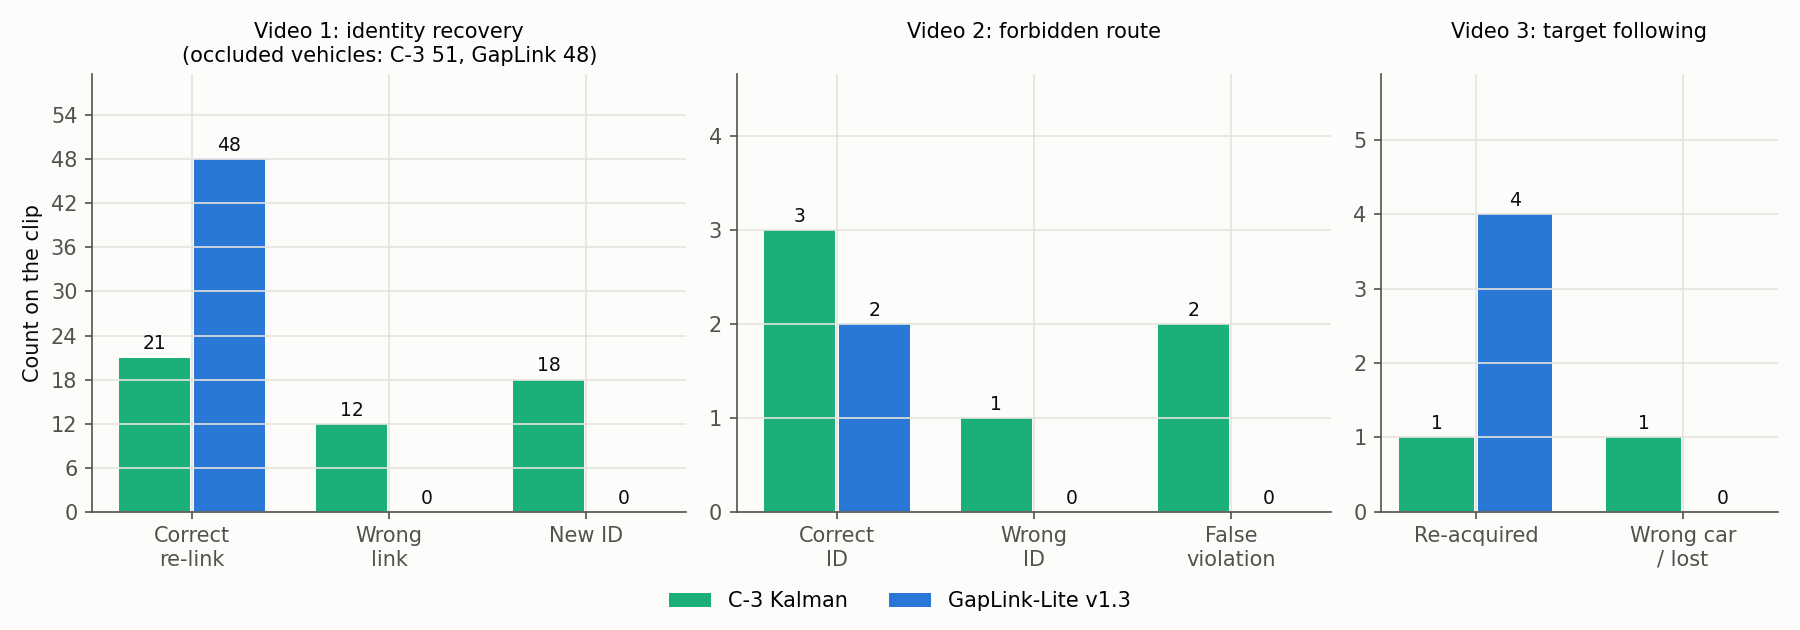 Video 1: identity recovery
(occluded vehicles: C-3 51, GapLink 48)
Count on the clip
54
48
42
36
30
24
18
12
6
0
21
48
12
0
18
0
Correct
re-link
Wrong
link
New ID
Video 2: forbidden route
4
3
2
1
0
3
2
1
0
2
0
Correct
ID
Wrong
ID
False
violation
Video 3: target following
5
4
3
2
1
0
1
4
1
0
Re-acquired
Wrong car
/ lost
C-3 Kalman
GapLink-Lite v1.3